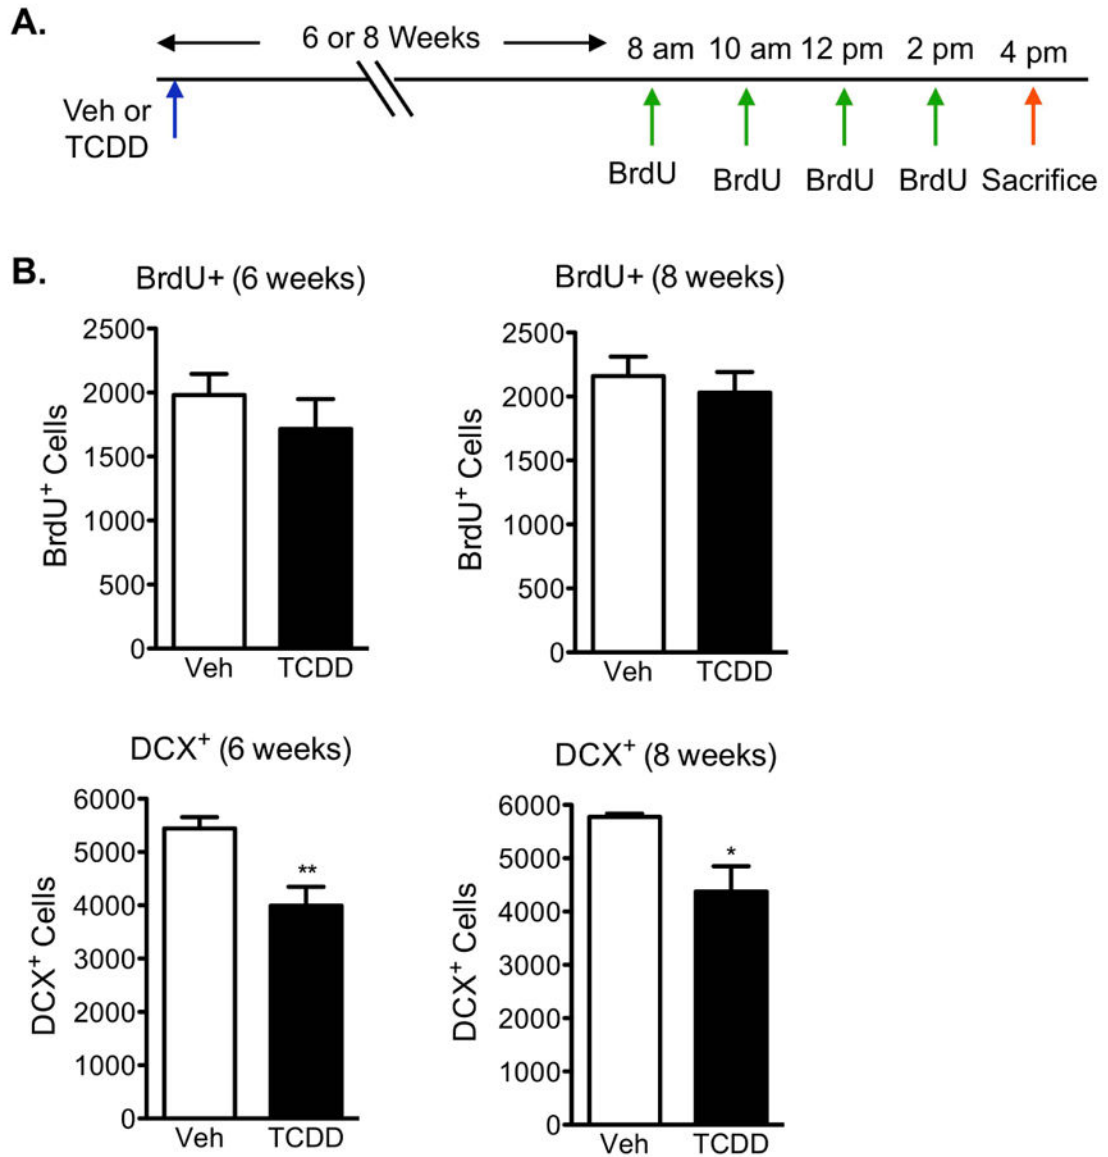 A.
6 or 8 Weeks
8 am 10 am 12 pm 2 pm 4 pm
Veh or
TCDD
BrdU BrdU BrdU BrdU Sacrifice
B.
BrdU+ (6 weeks)
2500
2000
1500
1000
500
0
BrdU+ Cells
Veh TCDD
BrdU+ (8 weeks)
2500
2000
1500
1000
500
0
BrdU+ Cells
Veh TCDD
DCX+ (6 weeks)
6000
5000
4000
3000
2000
1000
0
DCX+ Cells
**
Veh TCDD
DCX+ (8 weeks)
6000
5000
4000
3000
2000
1000
0
DCX+ Cells
*
Veh TCDD